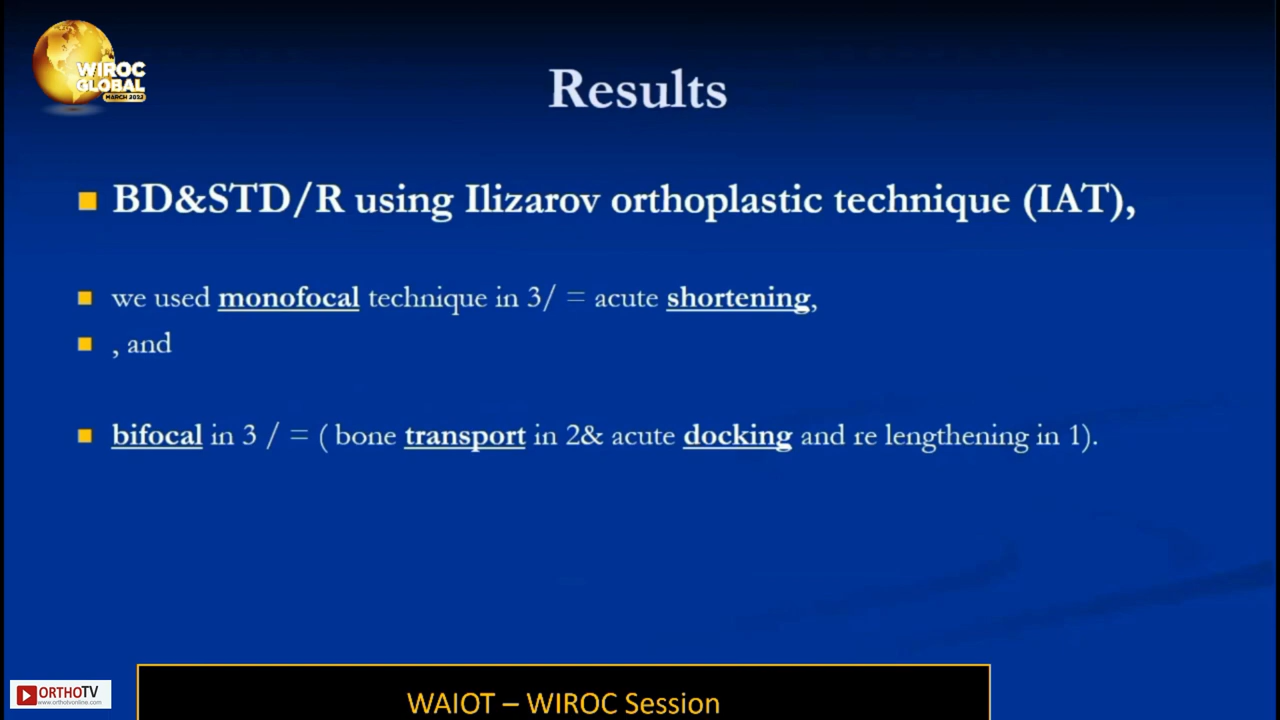 WIROC
GLOBAL
MARCH 2022
Results
BD&STD/R using Ilizarov orthoplastic technique (IAT),
we used monofocal technique in 3/ = acute shortening,
, and
bifocal in 3 / = ( bone transport in 2& acute docking and re lengthening in 1).
ORTHOTV
www.orthotvonline.com
WAIOT – WIROC Session